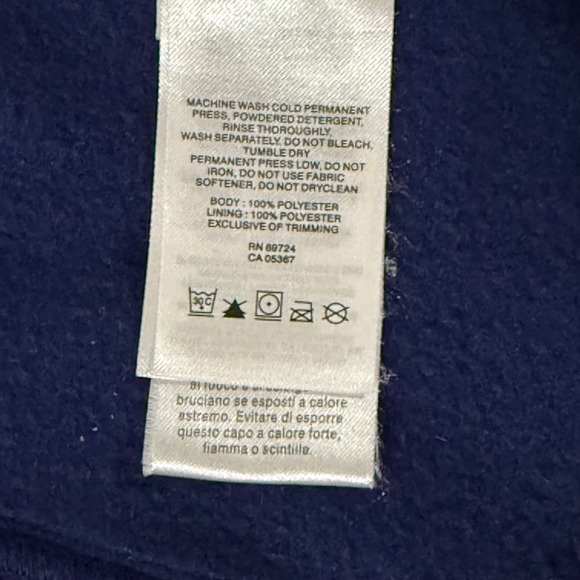 MACHINE WASH COLD PERMANENT
PRESS, POWDERED DETERGENT,
RINSE THOROUGHLY,
WASH SEPARATELY, DO NOT BLEACH,
TUMBLE DRY
PERMANENT PRESS LOW, DO NOT
IRON, DO NOT USE FABRIC
SOFTENER, DO NOT DRYCLEAN
BODY : 100% POLYESTER
LINING : 100% POLYESTER
EXCLUSIVE OF TRIMMING
RN 69724
CA 05367
30 C
bruciano se esposti a calore
estremo. Evitare di esporre
questo capo a calore forte,
fiamma o scintille.